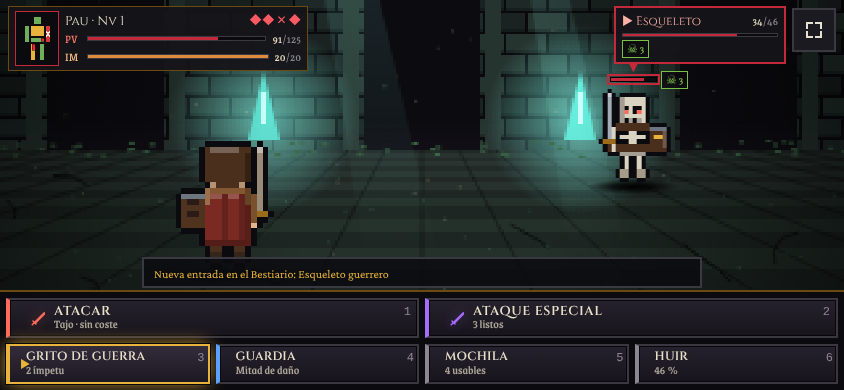 Pau · Nv 1
PV 91/125
IM 20/20
Esqueleto 34/46
3
3
Nueva entrada en el Bestiario: Esqueleto guerrero
ATACAR 1
Tajo · sin coste
ATAQUE ESPECIAL 2
3 listos
GRITO DE GUERRA 3
2 ímpetu
GUARDIA 4
Mitad de daño
MOCHILA 5
4 usables
HUIR 6
46 %